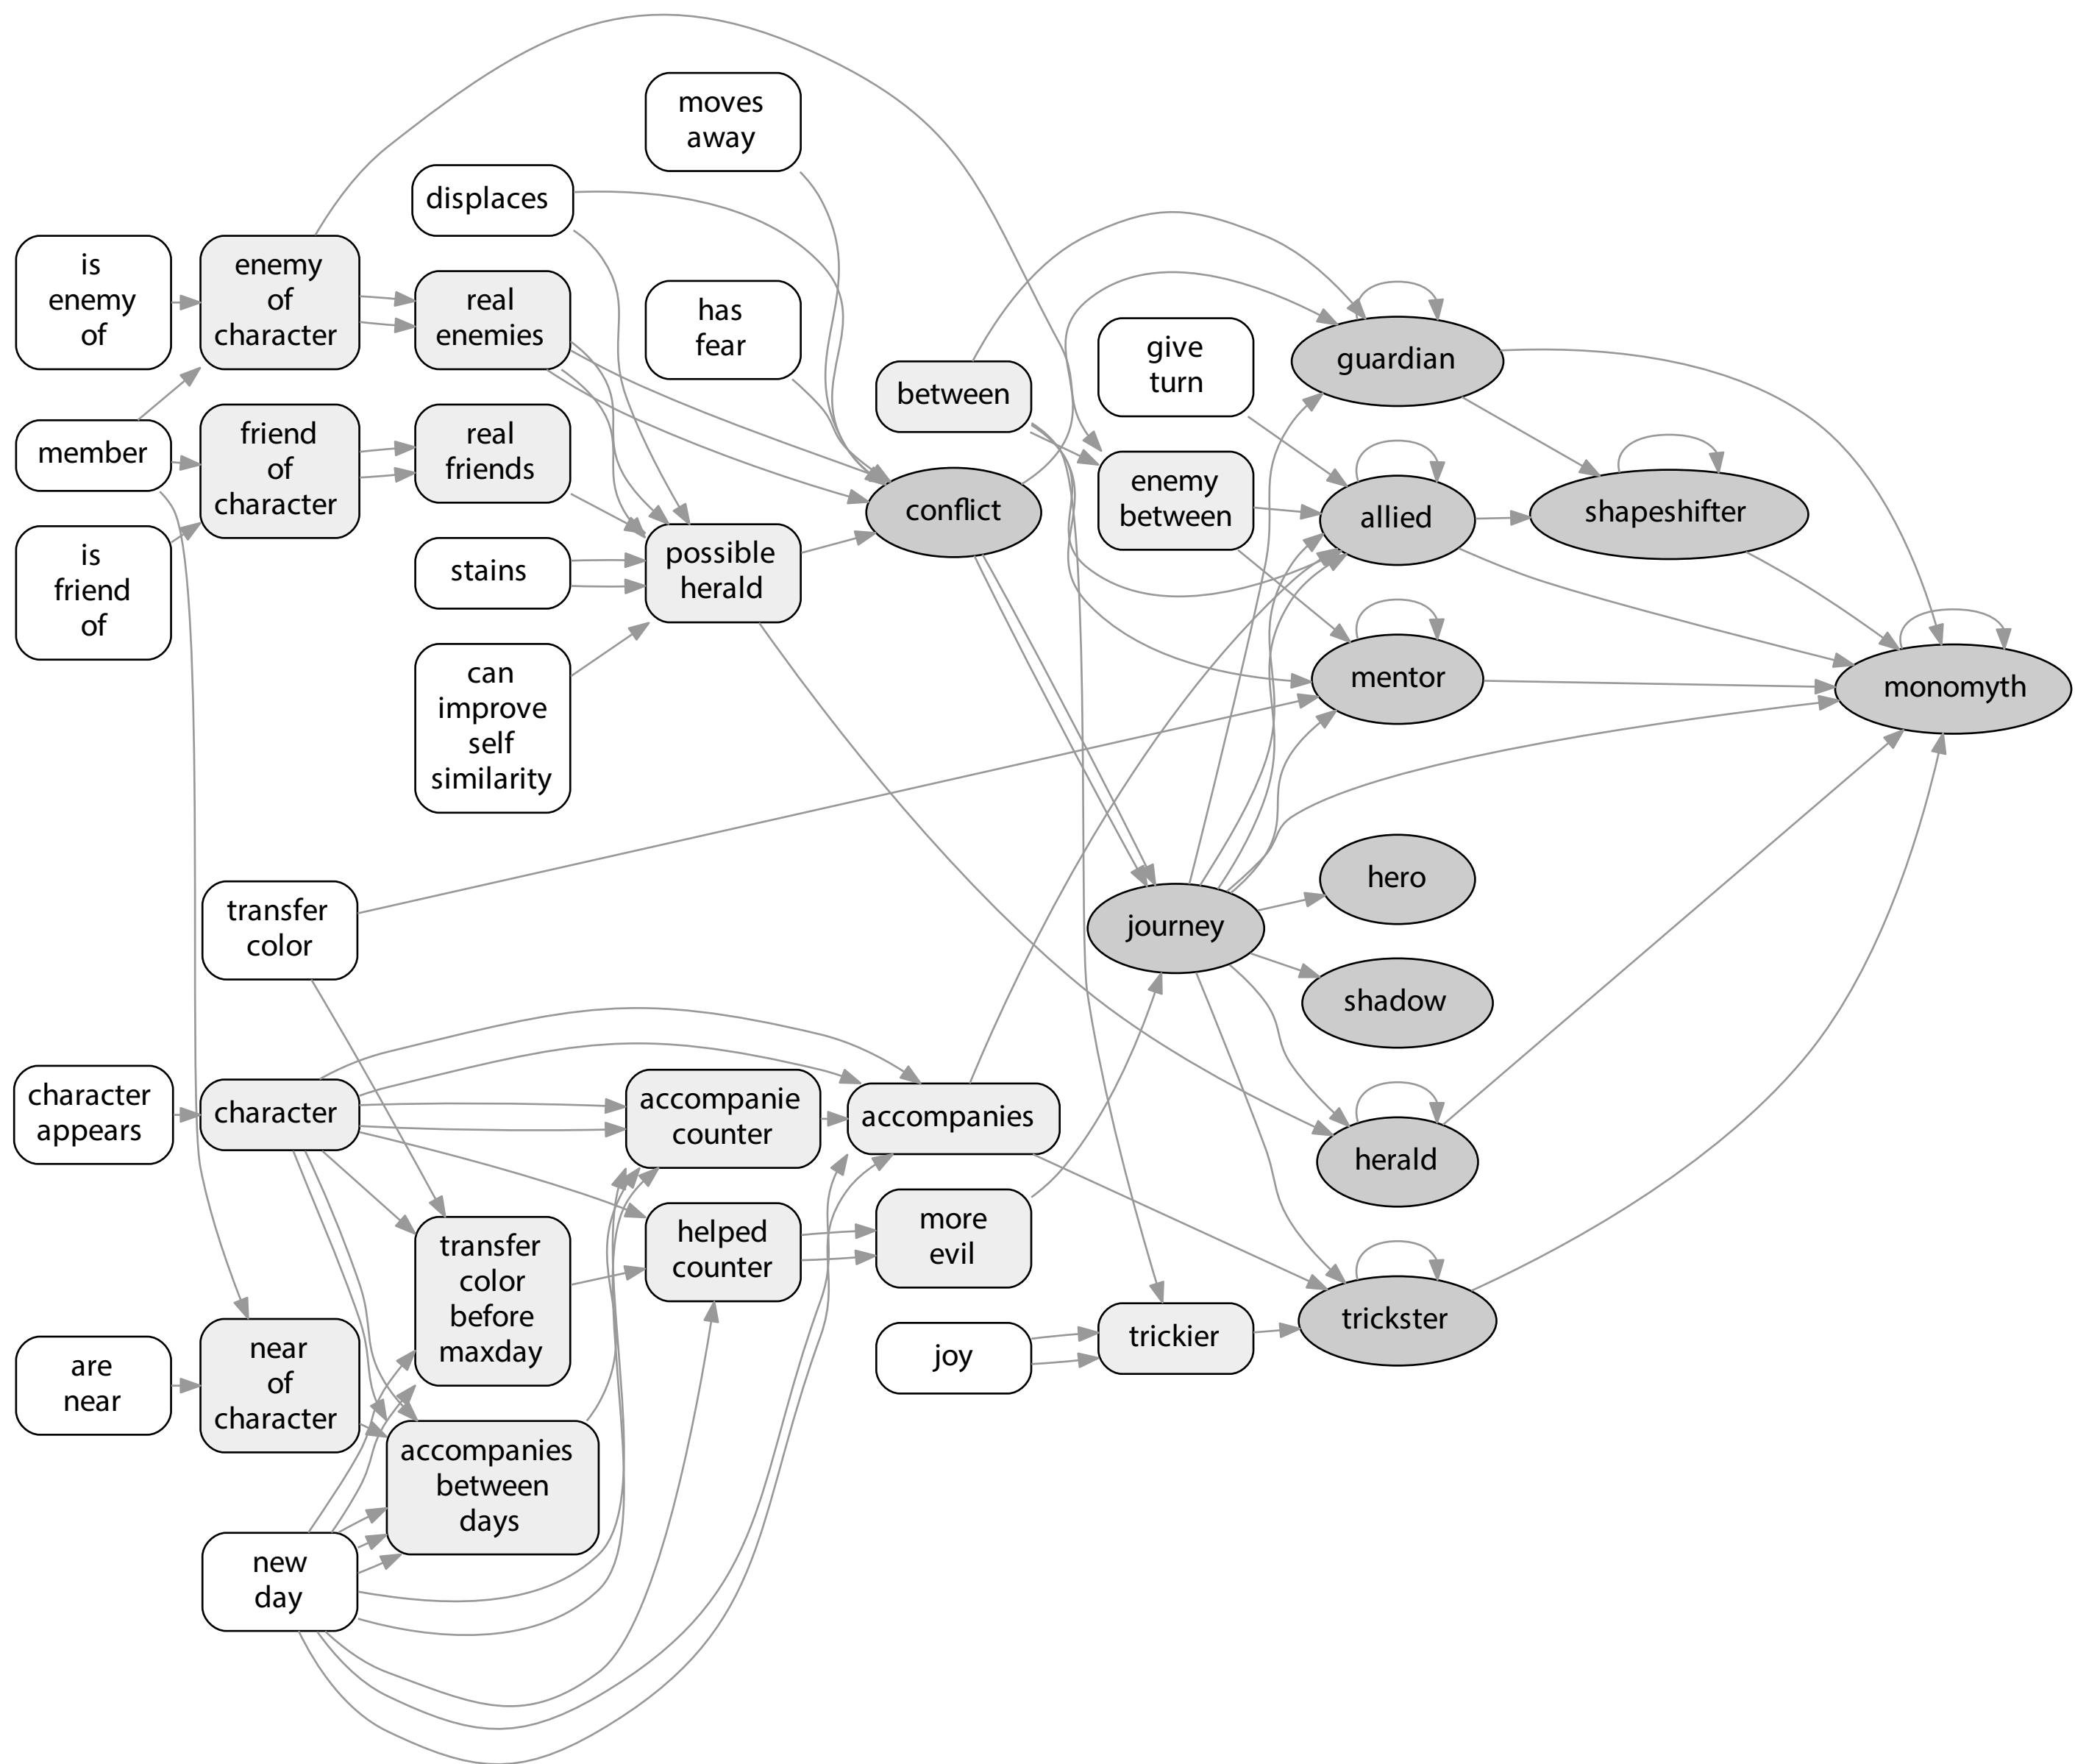 moves
away
displaces
is
enemy
of
enemy
of
character
real
enemies
has
fear
between
give
turn
guardian
member
friend
of
character
real
friends
conflict
enemy
between
allied
shapeshifter
is
friend
of
stains
possible
herald
can
improve
self
similarity
mentor
monomyth
transfer
color
journey
hero
shadow
character
appears
character
accompanie
counter
accompanies
herald
transfer
color
before
maxday
helped
counter
more
evil
are
near
near
of
character
joy
trickier
trickster
accompanies
between
days
new
day